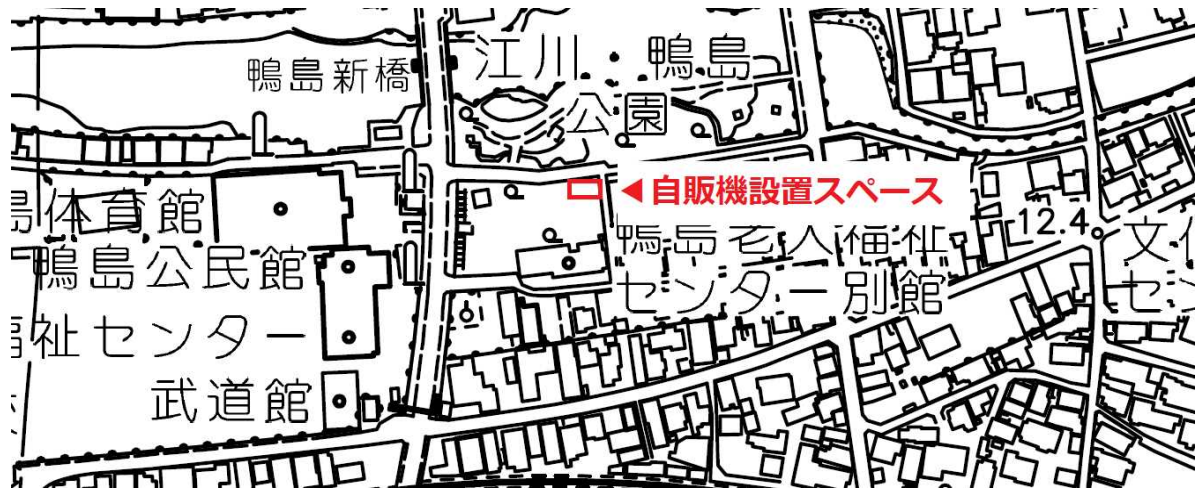 江川・鴨島
公園
鴨島新橋
◀自販機設置スペース
島体育館
鴨島公民館
福祉センター
武道館
鴨島老人福祉
センター別館
12.4